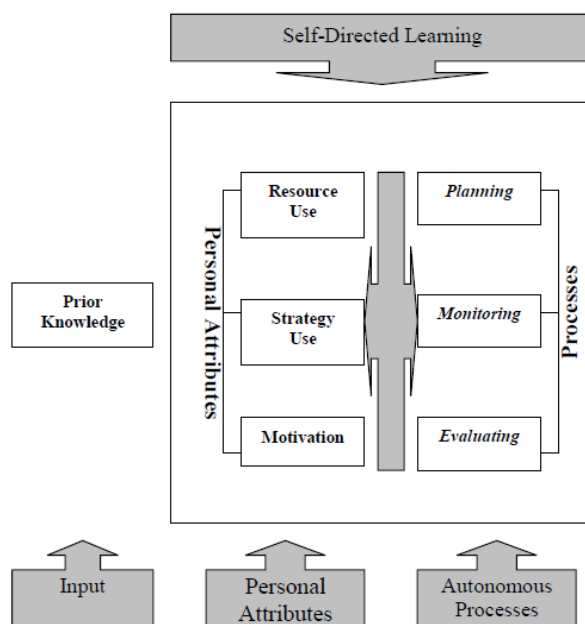 Self-Directed Learning
Resource
Use
Planning
Personal Attributes
Prior
Knowledge
Strategy
Use
Monitoring
Processes
Motivation
Evaluating
Input
Personal
Attributes
Autonomous
Processes